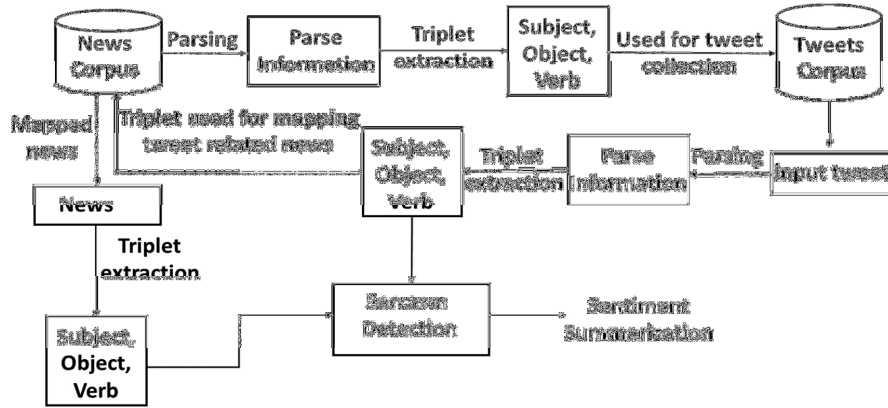 News
Corpus
Parsing
Parse
Information
Triplet
extraction
Subject,
Object,
Verb
Used for tweet
collection
Tweets
Corpus
Mapped
news
Triplet used for mapping
tweet related news
Subject,
Object,
Verb
Triplet
extraction
Parse
Information
Parsing
Input tweet
News
Triplet
extraction
Subject,
Object,
Verb
Sarcasm
Detection
Sentiment
Summerization